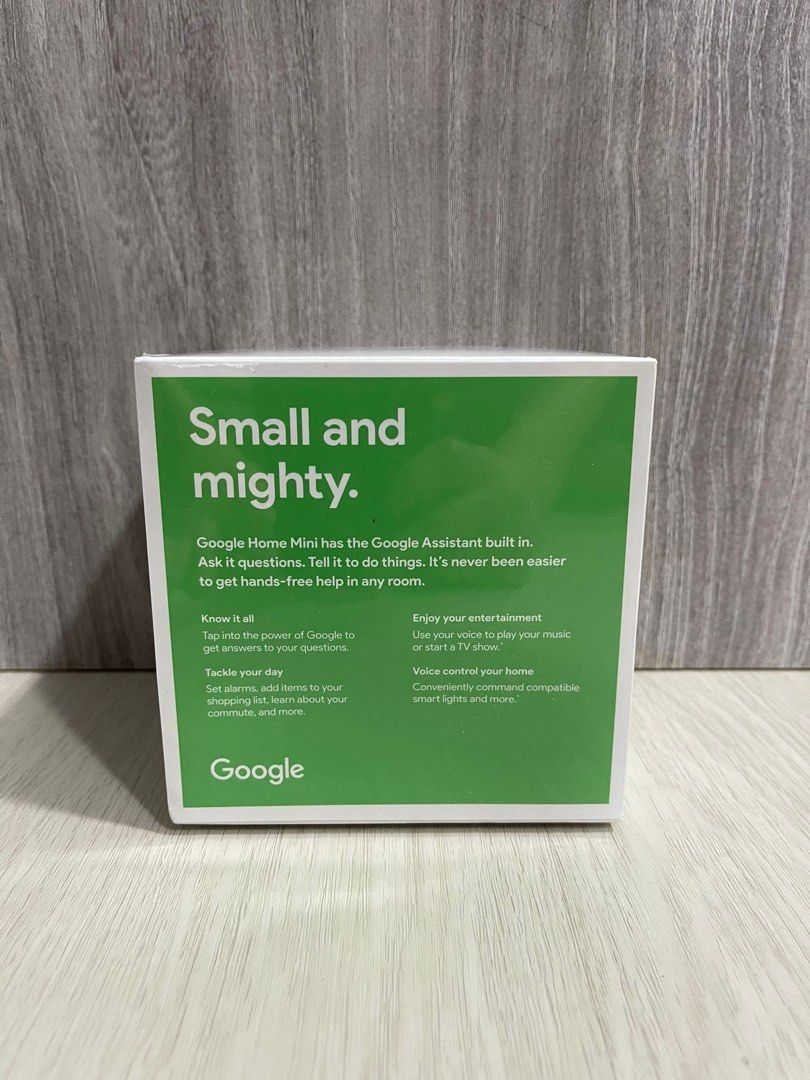 Small and
mighty.
Google Home Mini has the Google Assistant built in.
Ask it questions. Tell it to do things. It's never been easier
to get hands-free help in any room.
Know it all
Tap into the power of Google to
get answers to your questions.
Tackle your day
Set alarms, add items to your
shopping list, learn about your
commute, and more.
Enjoy your entertainment
Use your voice to play your music
or start a TV show.*
Voice control your home
Conveniently command compatible
smart lights and more.*
Google